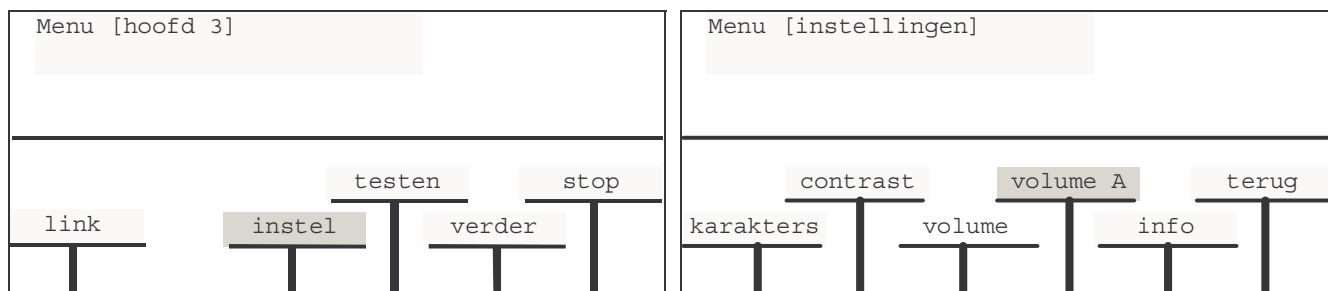 Menu [hoofd 3]
testen stop
link instel verder
Menu [instellingen]
contrast volume A terug
karakters volume info